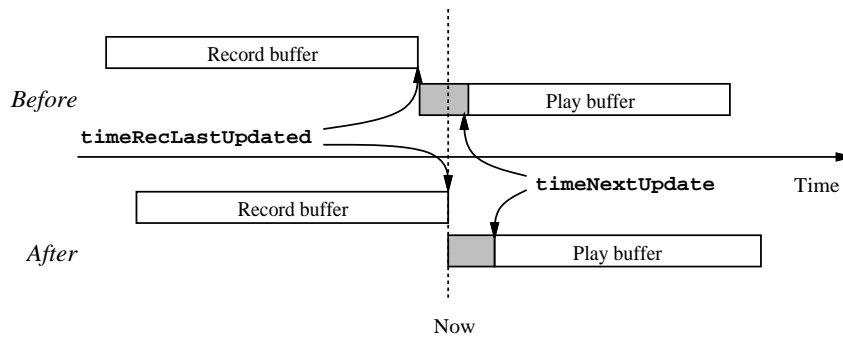 Record buffer
Before
Play buffer
timeRecLastUpdated
timeNextUpdate
Time
Record buffer
After
Play buffer
Now